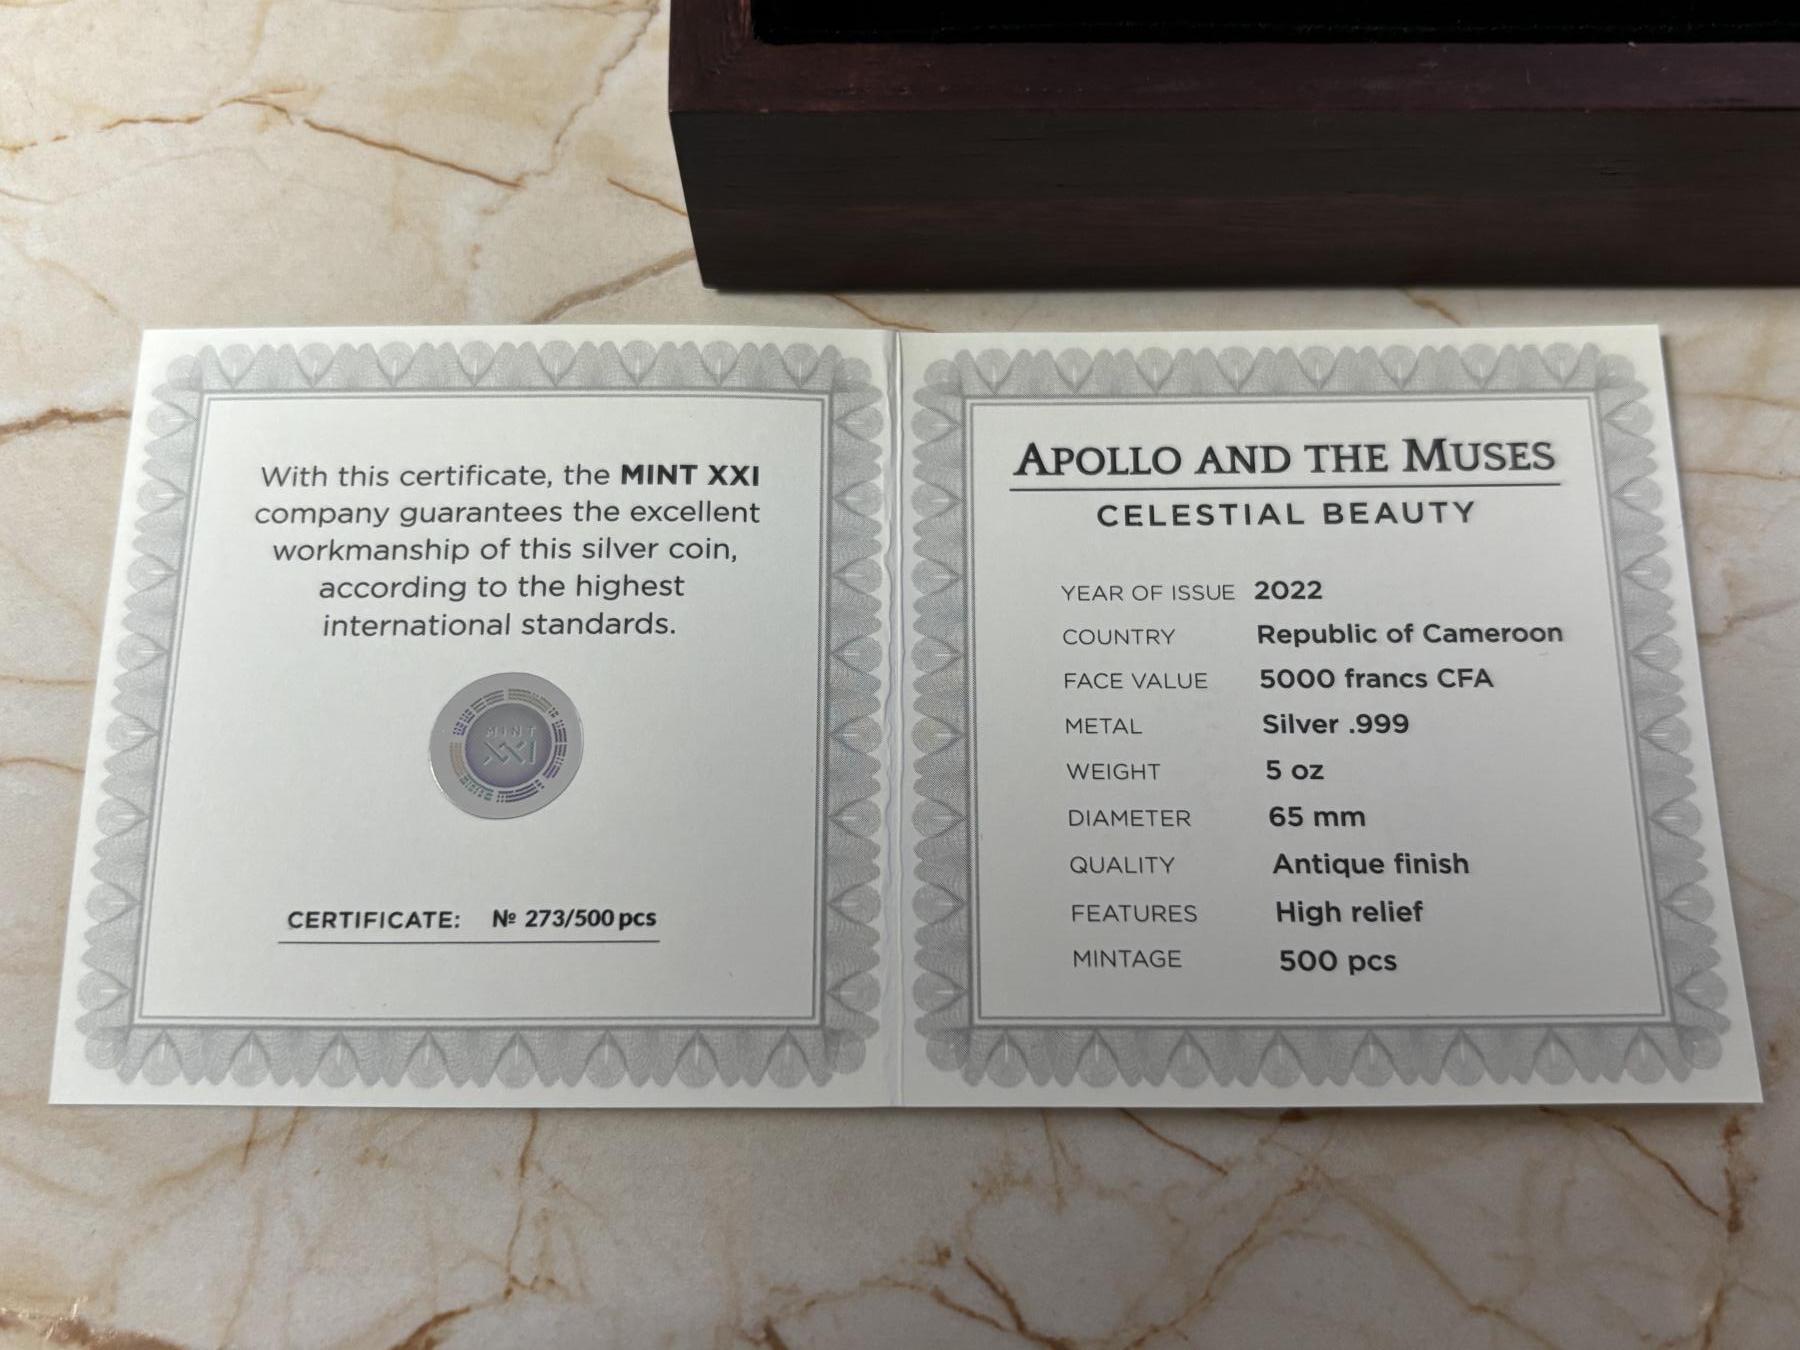 With this certificate, the MINT XXI
company guarantees the excellent
workmanship of this silver coin,
according to the highest
international standards.
MINT
XXI
CERTIFICATE: № 273/500 pcs
APOLLO AND THE MUSES
CELESTIAL BEAUTY
YEAR OF ISSUE 2022
COUNTRY Republic of Cameroon
FACE VALUE 5000 francs CFA
METAL Silver .999
WEIGHT 5 oz
DIAMETER 65 mm
QUALITY Antique finish
FEATURES High relief
MINTAGE 500 pcs